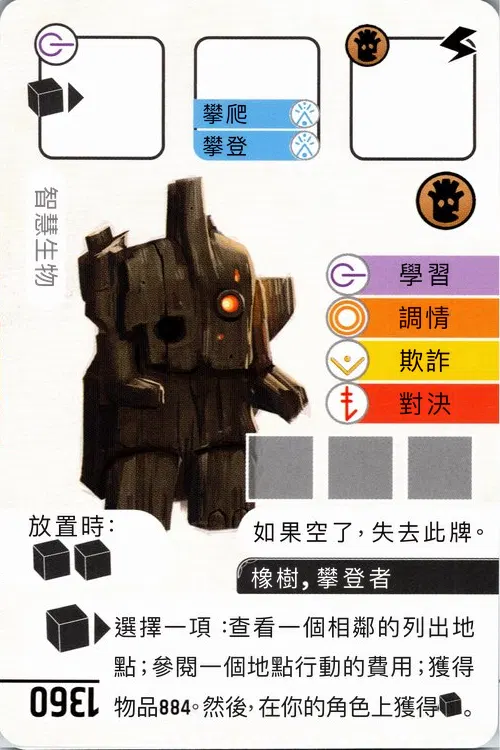 攀爬
攀登
智慧生物
學習
調情
欺詐
對決
放置時：
如果空了，失去此牌。
橡樹，攀登者
選擇一項：查看一個相鄰的列出地
點；參閱一個地點行動的費用；獲得
物品884。然後，在你的角色上獲得。
1360